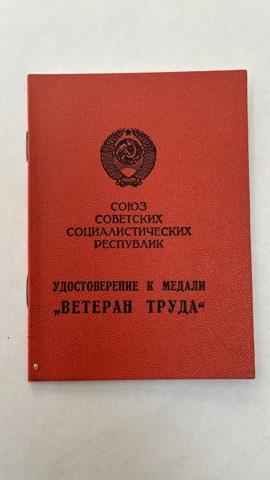 СОЮЗ
СОВЕТСКИХ
СОЦИАЛИСТИЧЕСКИХ
РЕСПУБЛИК
УДОСТОВЕРЕНИЕ К МЕДАЛИ
„ВЕТЕРАН ТРУДА“